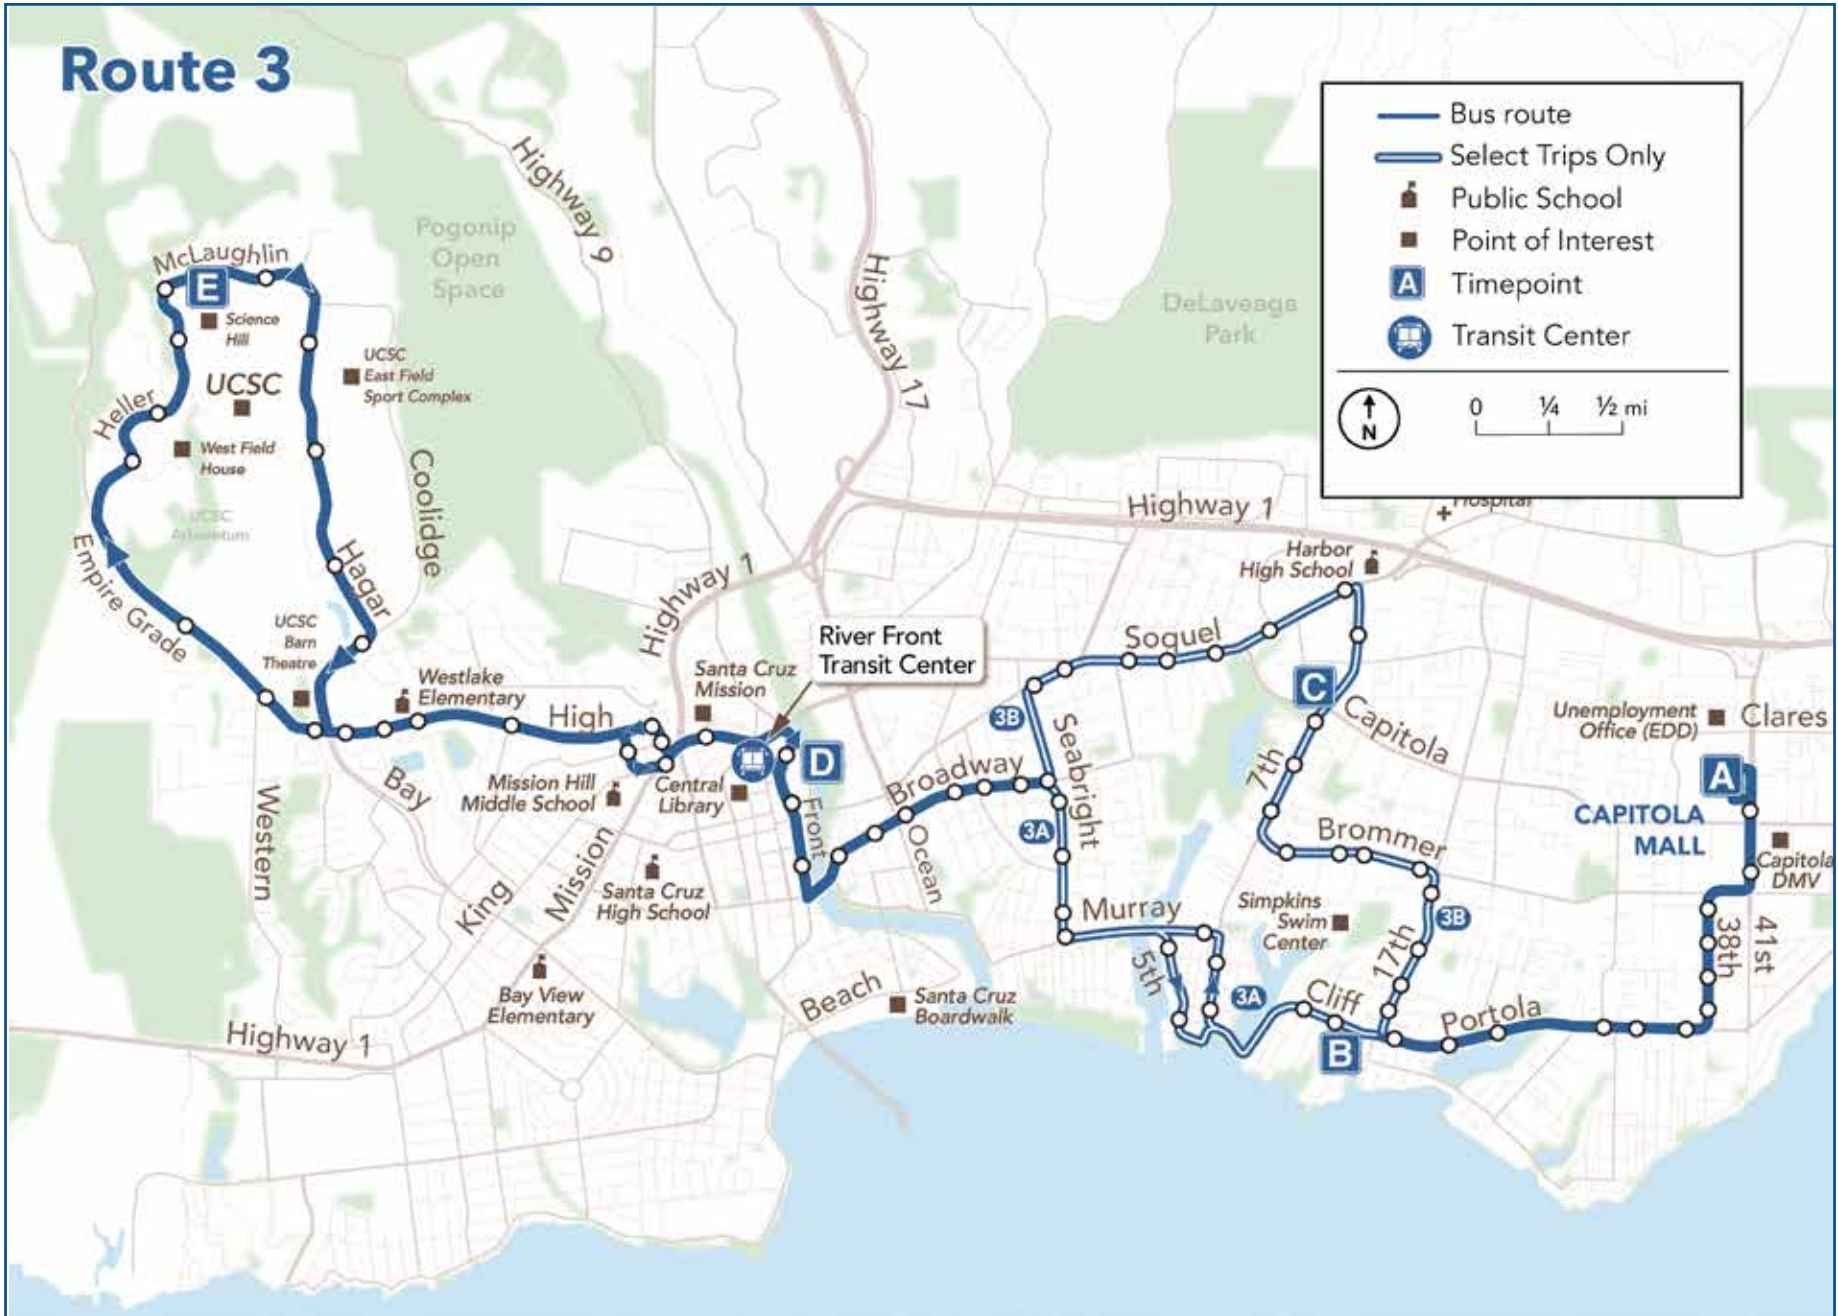 Route 3
Bus route
Select Trips Only
Public School
Point of Interest
A
Timepoint
Transit Center
N
0
¼
½ mi
Highway 9
Highway 17
Pogonip
Open
Space
DeLaveaga
Park
McLaughlin
E
Science
Hill
UCSC
UCSC
East Field
Sport Complex
Heller
West Field
House
Coolidge
UCSC
Arboretum
Hagar
Empire Grade
Highway 1
Hospital
Harbor
High School
Highway 1
UCSC
Barn
Theatre
Westlake
Elementary
High
Santa Cruz
Mission
River Front
Transit Center
Soquel
C
Capitola
3B
Seabright
Unemployment
Office (EDD)
Clares
A
CAPITOLA
MALL
Capitola
DMV
D
Broadway
Front
Ocean
Bay
Mission Hill
Middle School
Central
Library
Western
King
Mission
Santa Cruz
High School
3A
7th
Brommer
Murray
Simpkins
Swim
Center
3B
17th
38th
41st
5th
3A
Cliff
B
Portola
Bay View
Elementary
Beach
Santa Cruz
Boardwalk
Highway 1